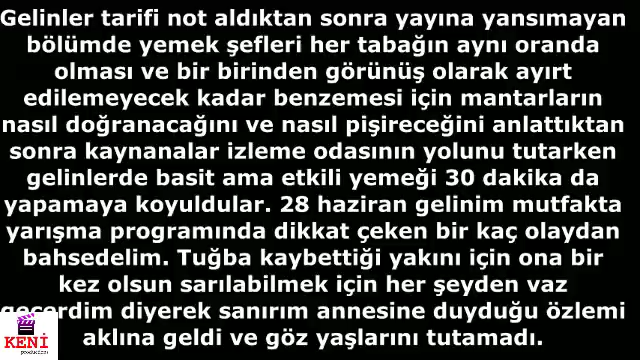 Gelinler tarifi not aldıktan sonra yayına yansımayan
bölümde yemek şefleri her tabağın aynı oranda
olması ve bir birinden görünüş olarak ayırt
edilemeyecek kadar benzemesi için mantarların
nasıl doğranacağını ve nasıl pişireceğini anlattıktan
sonra kaynanalar izleme odasının yolunu tutarken
gelinlerde basit ama etkili yemeği 30 dakika da
yapamaya koyuldular. 28 haziran gelinim mutfakta
yarışma programında dikkat çeken bir kaç olaydan
bahsedelim. Tuğba kaybettiği yakını için ona bir
kez olsun sarılabilmek için her şeyden vaz
geçerdim diyerek sanırım annesine duyduğu özlemi
aklına geldi ve göz yaşlarını tutamadı.
KENİ
production